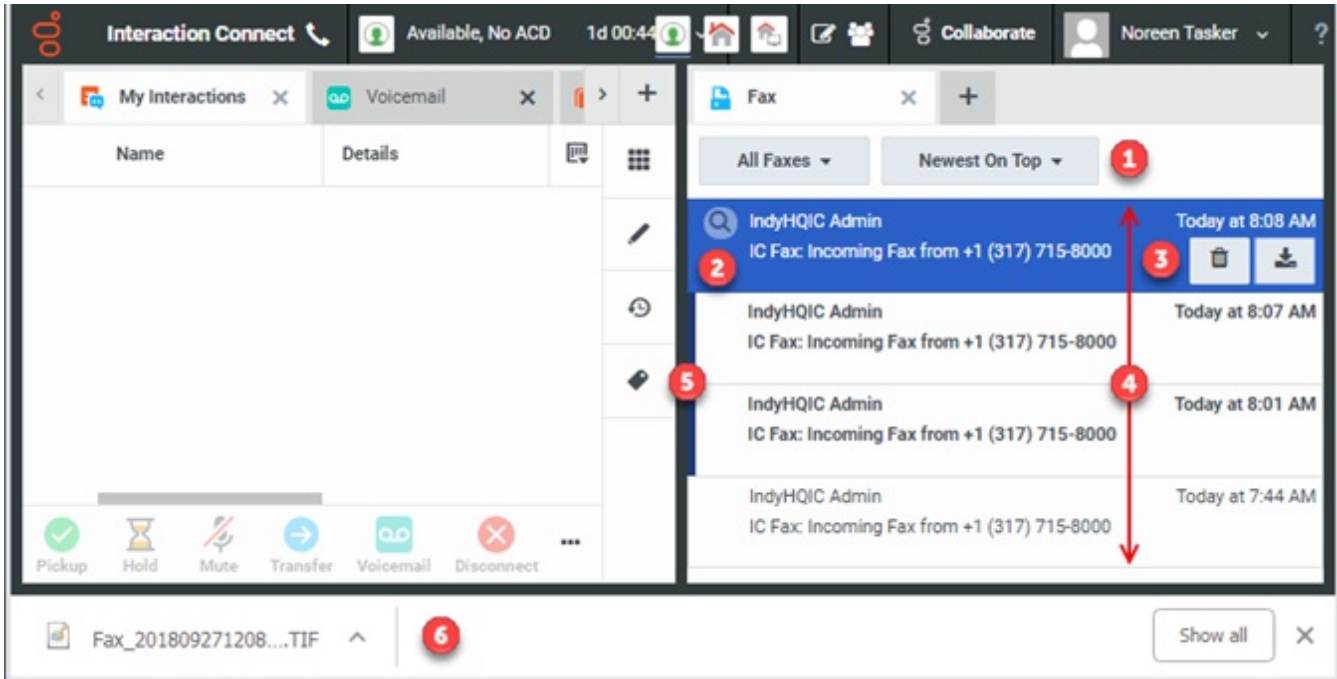 Interaction Connect
Available, No ACD
1d 00:44
Collaborate
Noreen Tasker
?
My Interactions
Voicemail
Name
Details
Pickup
Hold
Mute
Transfer
Voicemail
Disconnect
Fax
All Faxes
Newest On Top
1
IndyHQIC Admin
Today at 8:08 AM
IC Fax: Incoming Fax from +1 (317) 715-8000
2
3
IndyHQIC Admin
Today at 8:07 AM
IC Fax: Incoming Fax from +1 (317) 715-8000
5
4
IndyHQIC Admin
Today at 8:01 AM
IC Fax: Incoming Fax from +1 (317) 715-8000
IndyHQIC Admin
Today at 7:44 AM
IC Fax: Incoming Fax from +1 (317) 715-8000
Fax_201809271208....TIF
6
Show all